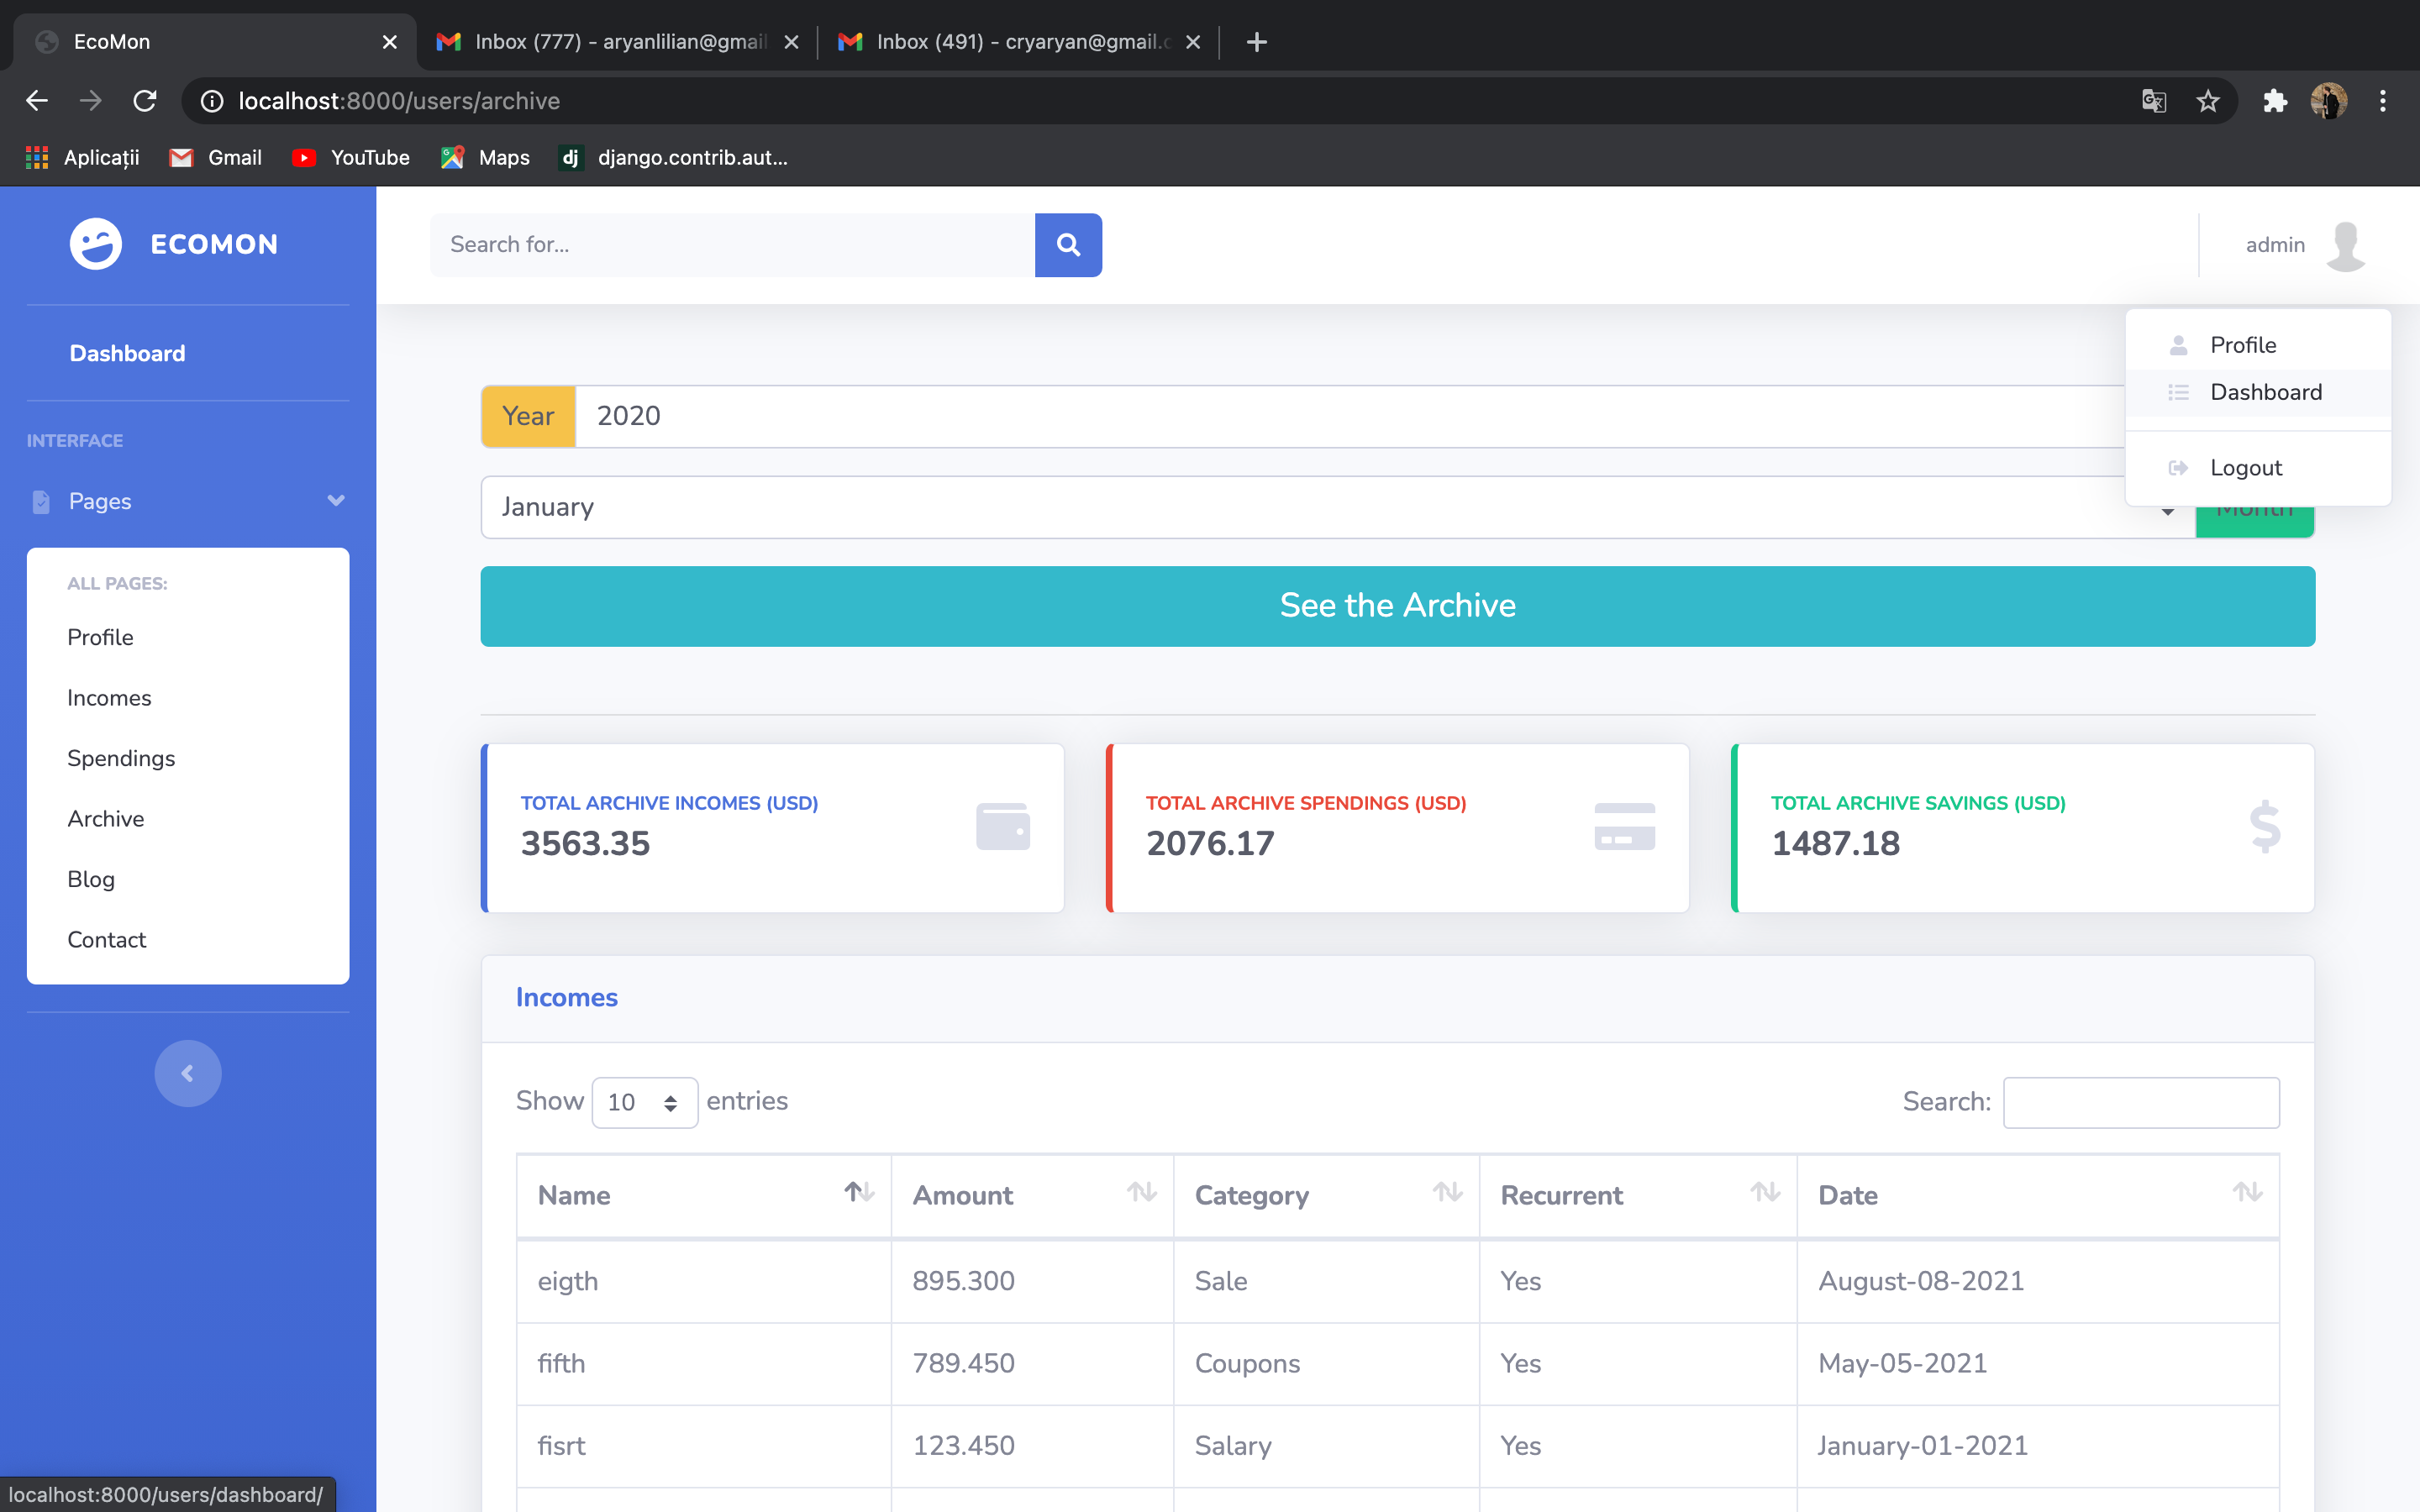 EcoMon
Inbox (777) - aryanlilian@gmail
Inbox (491) - cryaryan@gmail.c
localhost:8000/users/archive
Aplicații
Gmail
YouTube
Maps
dj
django.contrib.aut...
ECOMON
Search for...
admin
Dashboard
Profile
Dashboard
Logout
Year
2020
INTERFACE
Pages
January
Month
ALL PAGES:
Profile
Incomes
Spendings
Archive
Blog
Contact
See the Archive
TOTAL ARCHIVE INCOMES (USD)
3563.35
TOTAL ARCHIVE SPENDINGS (USD)
2076.17
TOTAL ARCHIVE SAVINGS (USD)
1487.18
Incomes
Show 10 entries
Search:
Name Amount Category Recurrent Date
eigth 895.300 Sale Yes August-08-2021
fifth 789.450 Coupons Yes May-05-2021
fisrt 123.450 Salary Yes January-01-2021
localhost:8000/users/dashboard/